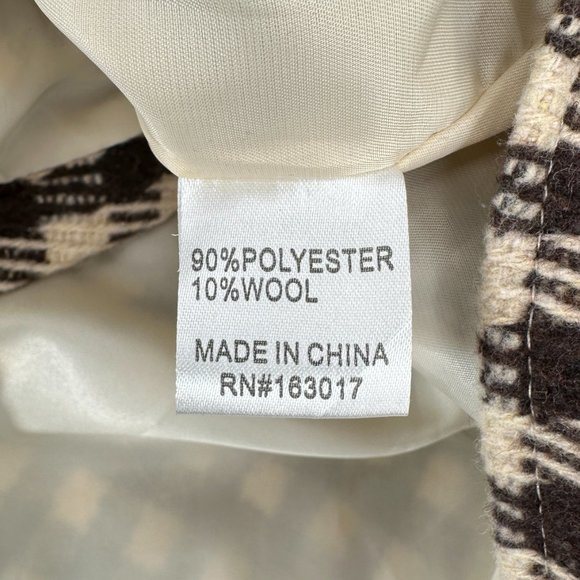 90%POLYESTER
10%WOOL
MADE IN CHINA
RN#163017